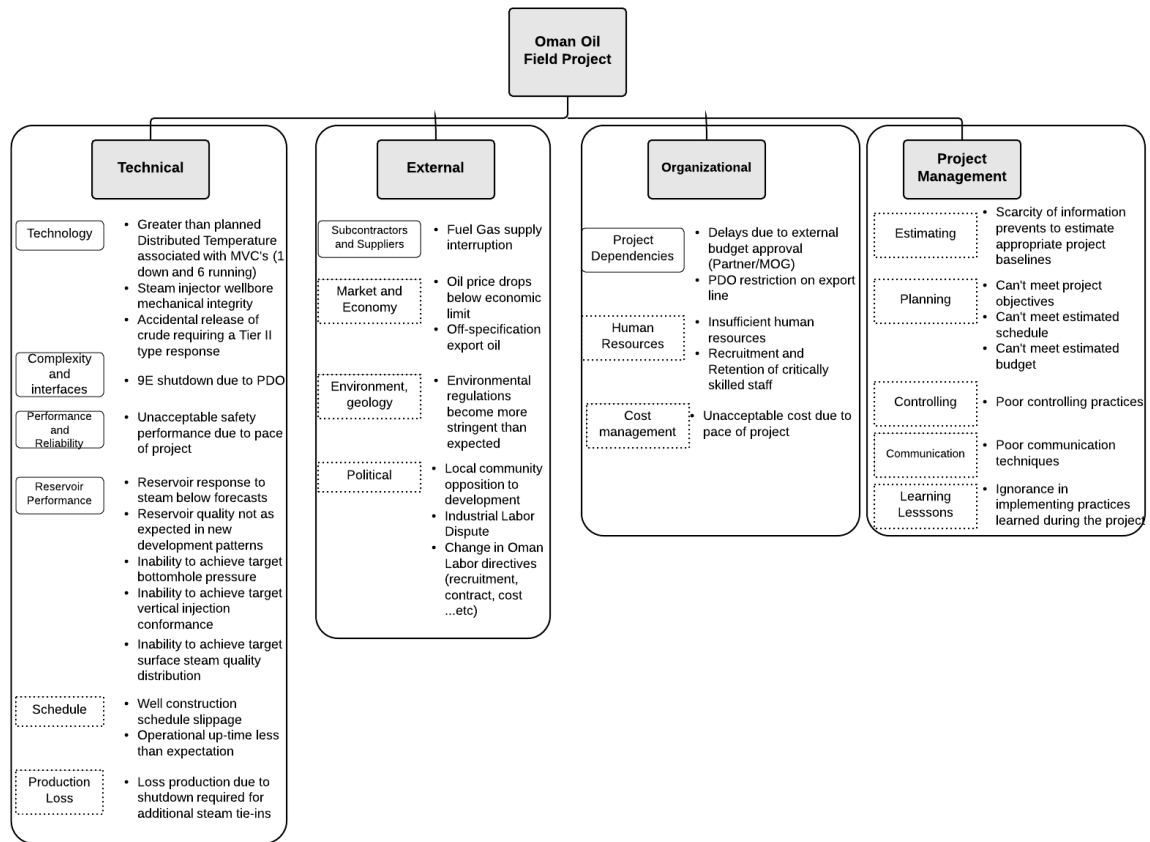 Oman Oil
Field Project
Technical
Technology
• Greater than planned
Distributed Temperature
associated with MVC's (1
down and 6 running)
• Steam injector wellbore
mechanical integrity
• Accidental release of
crude requiring a Tier II
type response
Complexity
and
interfaces
• 9E shutdown due to PDO
Performance
and
Reliability
• Unacceptable safety
performance due to pace
of project
Reservoir
Performance
• Reservoir response to
steam below forecasts
• Reservoir quality not as
expected in new
development patterns
• Inability to achieve target
bottomhole pressure
• Inability to achieve target
vertical injection
conformance
• Inability to achieve target
surface steam quality
distribution
Schedule
• Well construction
schedule slippage
• Operational up-time less
than expectation
Production
Loss
• Loss production due to
shutdown required for
additional steam tie-ins
External
Subcontractors
and Suppliers
• Fuel Gas supply
interruption
Market and
Economy
• Oil price drops
below economic
limit
• Off-specification
export oil
Environment,
geology
• Environmental
regulations
become more
stringent than
expected
Political
• Local community
opposition to
development
• Industrial Labor
Dispute
• Change in Oman
Labor directives
(recruitment,
contract, cost
...etc)
Organizational
Project
Dependencies
• Delays due to external
budget approval
(Partner/MOG)
• PDO restriction on export
line
Human
Resources
• Insufficient human
resources
• Recruitment and
Retention of critically
skilled staff
Cost
management
• Unacceptable cost due to
pace of project
Project
Management
Estimating
• Scarcity of information
prevents to estimate
appropriate project
baselines
Planning
• Can't meet project
objectives
• Can't meet estimated
schedule
• Can't meet estimated
budget
Controlling
• Poor controlling practices
Communication
• Poor communication
techniques
Learning
Lesssons
• Ignorance in
implementing practices
learned during the project